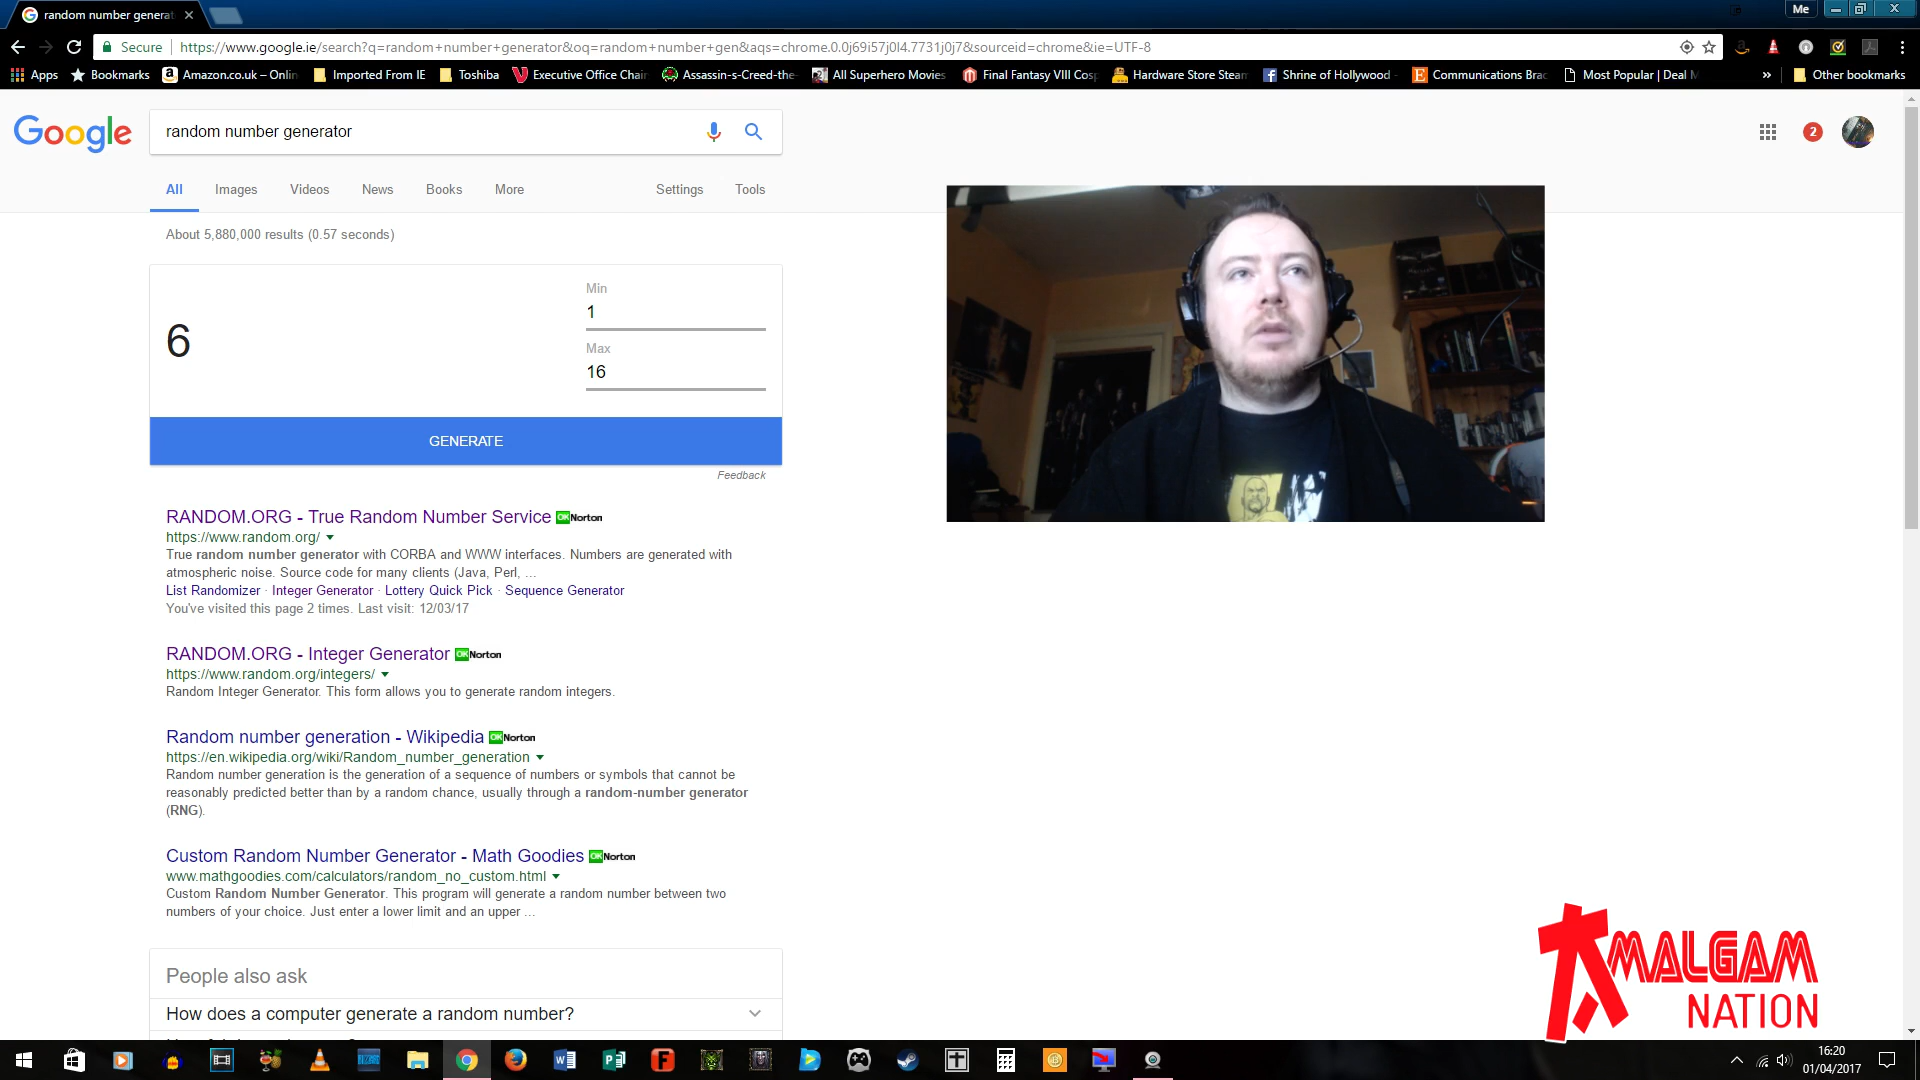 random number generat
Me
Secure https://www.google.ie/search?q=random+number+generator&oq=random+number+gen&aqs=chrome.0.0j69i57j0l4.7731j0j7&sourceid=chrome&ie=UTF-8
Apps Bookmarks Amazon.co.uk – Onlin Imported From IE Toshiba Executive Office Chair Assassin-s-Creed-the- All Superhero Movies Final Fantasy VIII Cosp Hardware Store Steam Shrine of Hollywood - Communications Brac Most Popular | Deal M » Other bookmarks
Google random number generator 2
All Images Videos News Books More Settings Tools
About 5,880,000 results (0.57 seconds)
Min
1
6
Max
16
GENERATE
Feedback
RANDOM.ORG - True Random Number Service OK Norton
https://www.random.org/
True random number generator with CORBA and WWW interfaces. Numbers are generated with
atmospheric noise. Source code for many clients (Java, Perl, ...
List Randomizer · Integer Generator · Lottery Quick Pick · Sequence Generator
You've visited this page 2 times. Last visit: 12/03/17
RANDOM.ORG - Integer Generator OK Norton
https://www.random.org/integers/
Random Integer Generator. This form allows you to generate random integers.
Random number generation - Wikipedia OK Norton
https://en.wikipedia.org/wiki/Random_number_generation
Random number generation is the generation of a sequence of numbers or symbols that cannot be
reasonably predicted better than by a random chance, usually through a random-number generator
(RNG).
Custom Random Number Generator - Math Goodies OK Norton
www.mathgoodies.com/calculators/random_no_custom.html
Custom Random Number Generator. This program will generate a random number between two
numbers of your choice. Just enter a lower limit and an upper ...
People also ask
How does a computer generate a random number?
AMALGAM
NATION
16:20
01/04/2017